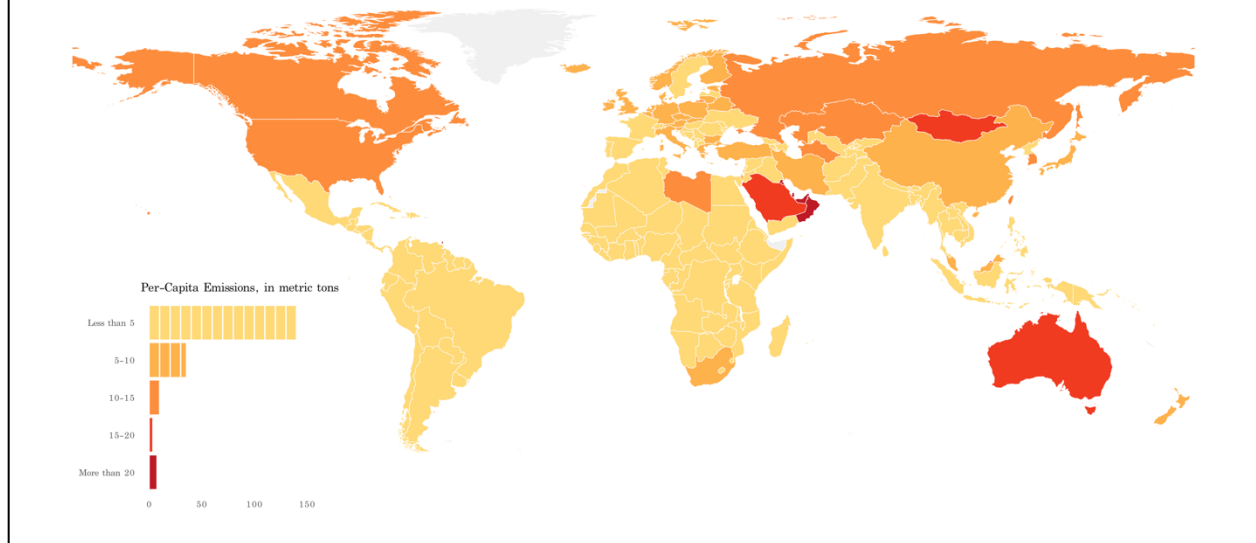 Per-Capita Emissions, in metric tons
Less than 5
5-10
10-15
15-20
More than 20
0 50 100 150